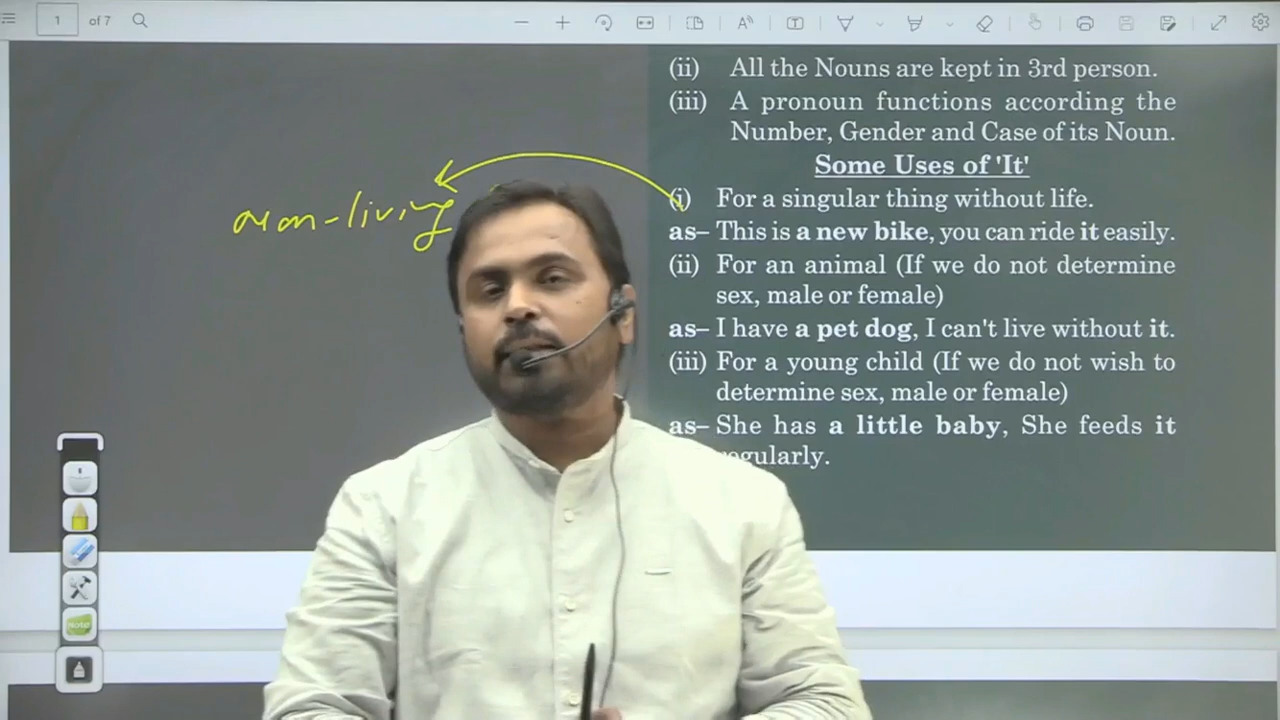 1 of 7
(ii) All the Nouns are kept in 3rd person.
(iii) A pronoun functions according the
Number, Gender and Case of its Noun.
Some Uses of 'It'
(i) For a singular thing without life.
as– This is a new bike, you can ride it easily.
(ii) For an animal (If we do not determine
sex, male or female)
as– I have a pet dog, I can't live without it.
(iii) For a young child (If we do not wish to
determine sex, male or female)
as– She has a little baby, She feeds it
regularly.
non-living
Note